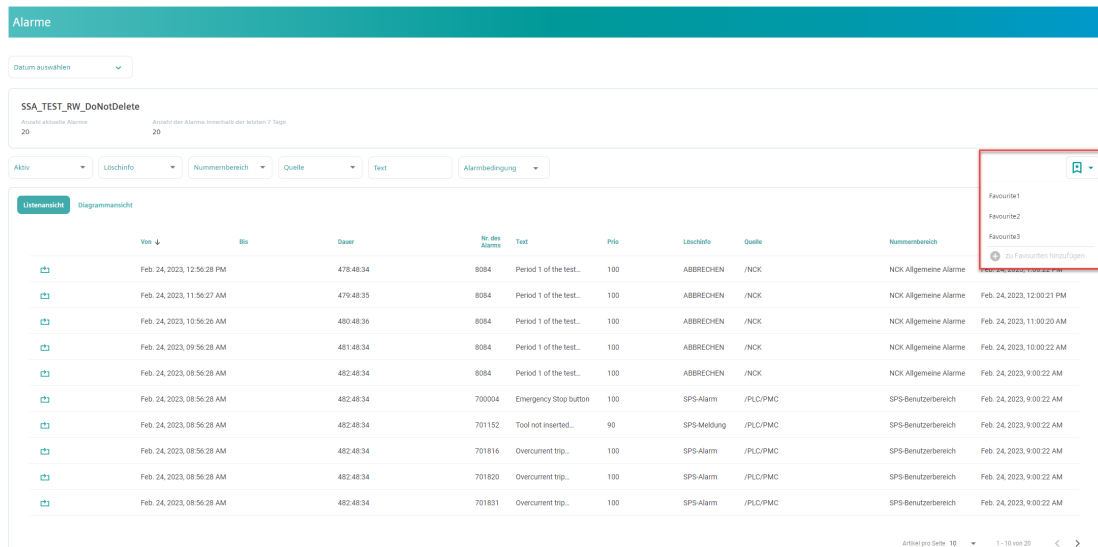 Alarme
Datum auswählen
SSA_TEST_RW_DoNotDelete
Anzahl aktuelle Alarme Anzahl der Alarme innerhalb der letzten 7 Tage
20 20
Aktiv Löschinfo Nummernbereich Quelle Text Alarmbedingung
Favourite1
Favourite2
Favourite3
zu Favouriten hinzufügen
Listenansicht Diagrammansicht
Von Bis Dauer Nr. des Alarms Text Prio Löschinfo Quelle Nummernbereich
Feb. 24, 2023, 12:56:28 PM 478:48:34 8084 Period 1 of the test... 100 ABBRECHEN /NCK NCK Allgemeine Alarme Feb. 24, 2023, 1:00:22 PM
Feb. 24, 2023, 11:56:27 AM 479:48:35 8084 Period 1 of the test... 100 ABBRECHEN /NCK NCK Allgemeine Alarme Feb. 24, 2023, 12:00:21 PM
Feb. 24, 2023, 10:56:26 AM 480:48:36 8084 Period 1 of the test... 100 ABBRECHEN /NCK NCK Allgemeine Alarme Feb. 24, 2023, 11:00:20 AM
Feb. 24, 2023, 09:56:28 AM 481:48:34 8084 Period 1 of the test... 100 ABBRECHEN /NCK NCK Allgemeine Alarme Feb. 24, 2023, 10:00:22 AM
Feb. 24, 2023, 08:56:28 AM 482:48:34 8084 Period 1 of the test... 100 ABBRECHEN /NCK NCK Allgemeine Alarme Feb. 24, 2023, 9:00:22 AM
Feb. 24, 2023, 08:56:28 AM 482:48:34 700004 Emergency Stop button 100 SPS-Alarm /PLC/PMC SPS-Benutzerbereich Feb. 24, 2023, 9:00:22 AM
Feb. 24, 2023, 08:56:28 AM 482:48:34 701152 Tool not inserted... 90 SPS-Meldung /PLC/PMC SPS-Benutzerbereich Feb. 24, 2023, 9:00:22 AM
Feb. 24, 2023, 08:56:28 AM 482:48:34 701816 Overcurrent trip... 100 SPS-Alarm /PLC/PMC SPS-Benutzerbereich Feb. 24, 2023, 9:00:22 AM
Feb. 24, 2023, 08:56:28 AM 482:48:34 701820 Overcurrent trip... 100 SPS-Alarm /PLC/PMC SPS-Benutzerbereich Feb. 24, 2023, 9:00:22 AM
Feb. 24, 2023, 08:56:28 AM 482:48:34 701831 Overcurrent trip... 100 SPS-Alarm /PLC/PMC SPS-Benutzerbereich Feb. 24, 2023, 9:00:22 AM
Artikel pro Seite 10 1 - 10 von 20